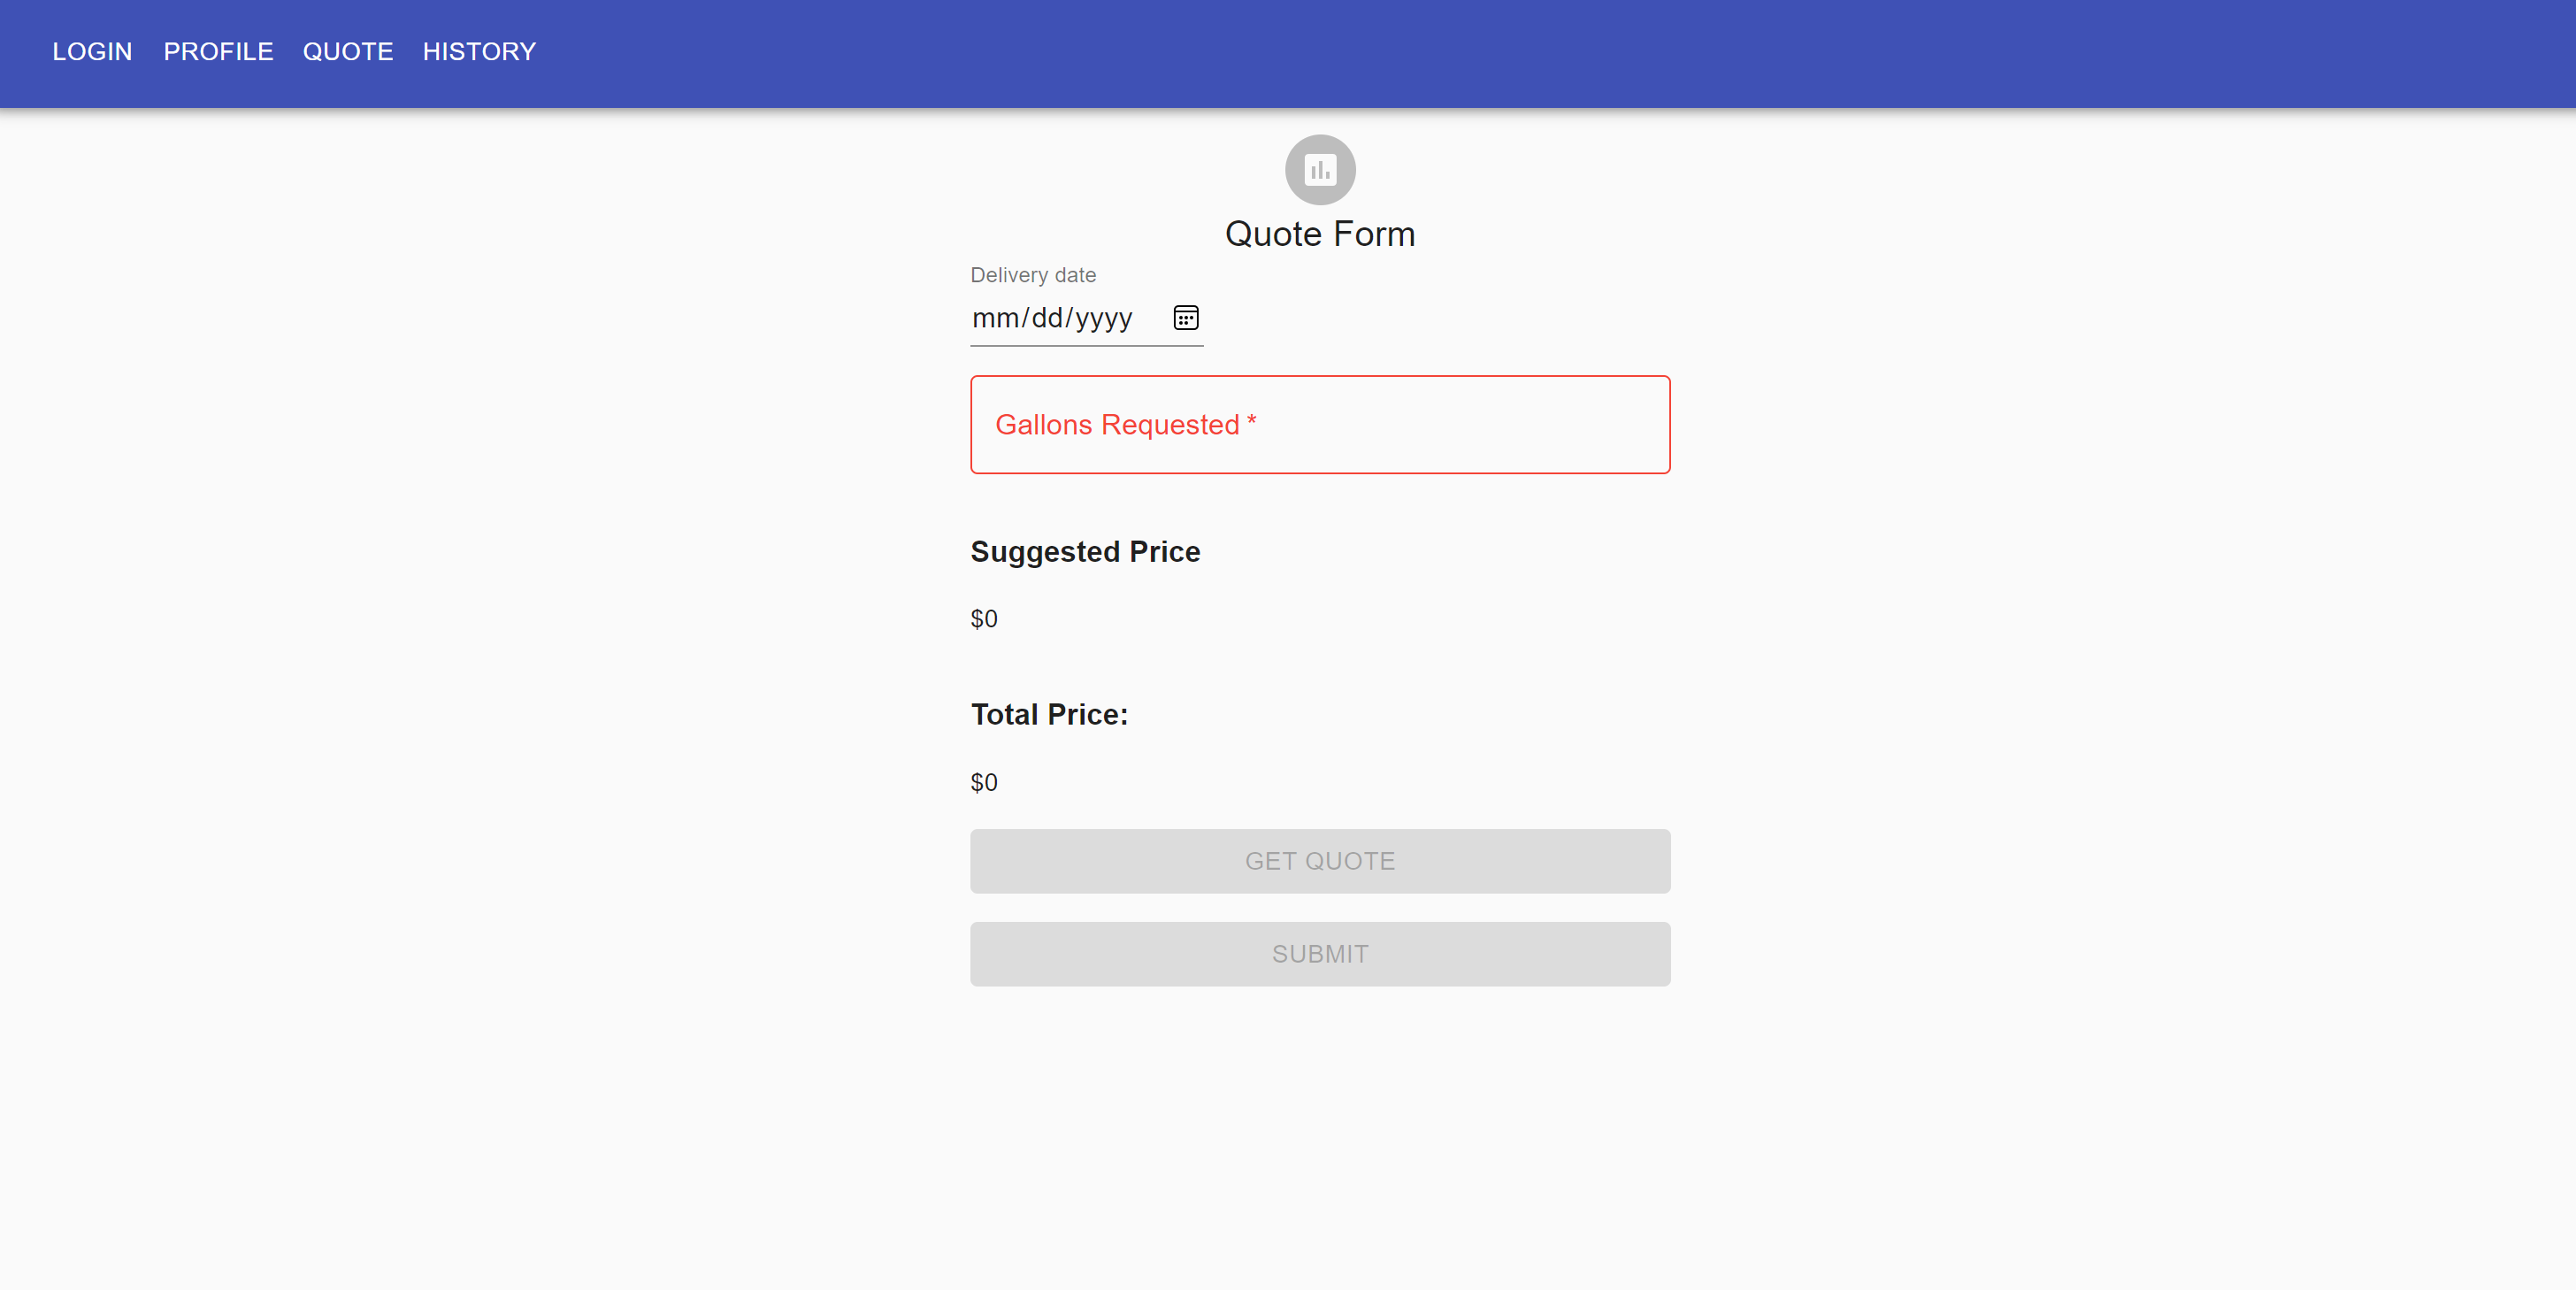 LOGIN PROFILE QUOTE HISTORY
Quote Form
Delivery date
mm/dd/yyyy
Gallons Requested *
Suggested Price
$0
Total Price:
$0
GET QUOTE
SUBMIT